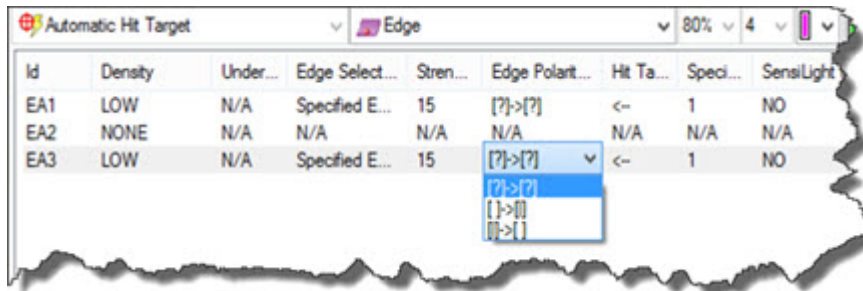 Automatic Hit Target Edge 80% 4
Id Density Under... Edge Select... Stren... Edge Polarit... Hit Ta... Speci... SensiLight
EA1 LOW N/A Specified E... 15 [?]->[?] <-- 1 NO
EA2 NONE N/A N/A N/A N/A N/A N/A N/A
EA3 LOW N/A Specified E... 15 [?]->[?] <-- 1 NO
[?]->[?]
[ ]->[|]
[|]->[ ]